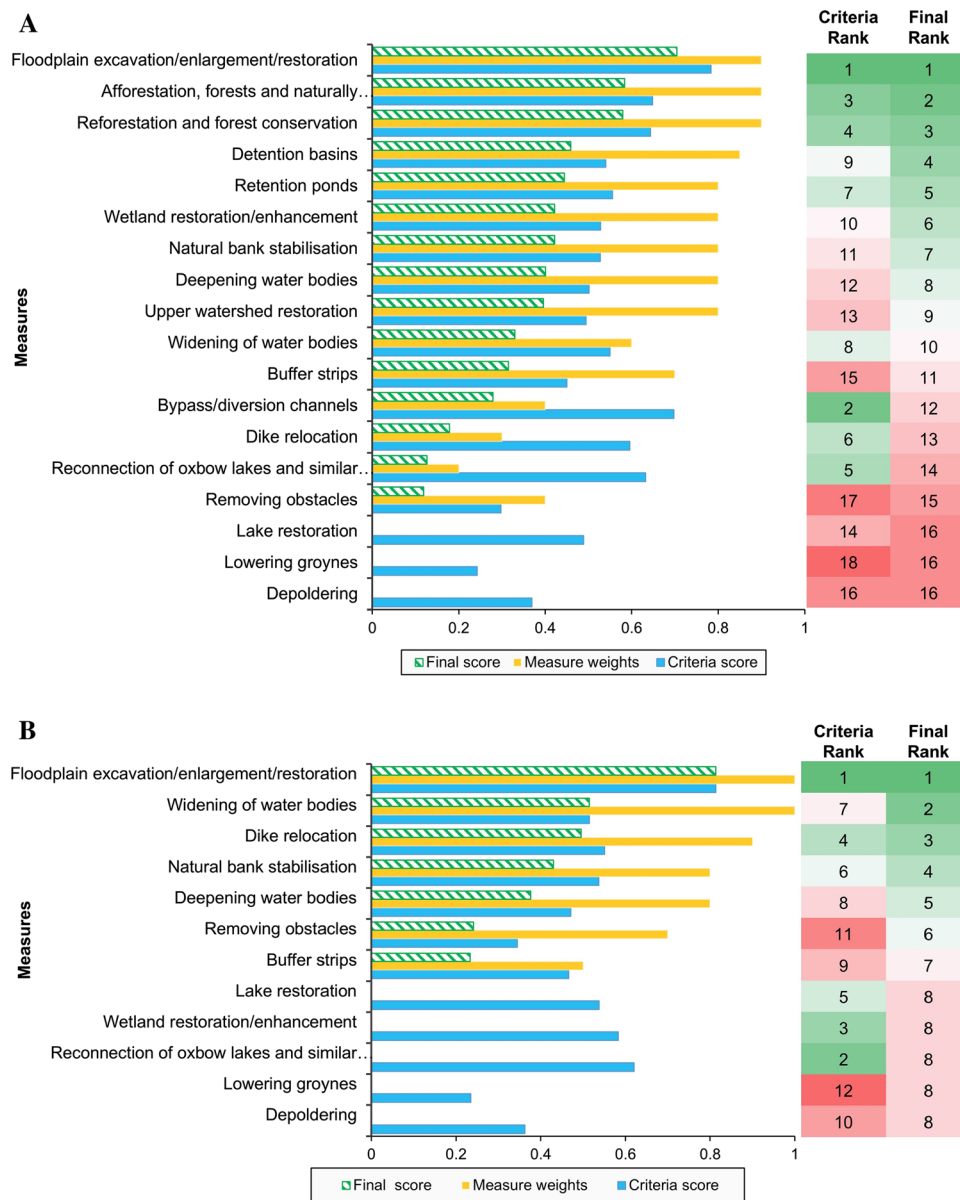 A
Criteria Rank
Final Rank
Floodplain excavation/enlargement/restoration 1 1
Afforestation, forests and naturally… 3 2
Reforestation and forest conservation 4 3
Detention basins 9 4
Retention ponds 7 5
Wetland restoration/enhancement 10 6
Natural bank stabilisation 11 7
Deepening water bodies 12 8
Upper watershed restoration 13 9
Widening of water bodies 8 10
Buffer strips 15 11
Bypass/diversion channels 2 12
Dike relocation 6 13
Reconnection of oxbow lakes and similar… 5 14
Removing obstacles 17 15
Lake restoration 14 16
Lowering groynes 18 16
Depoldering 16 16
Measures
0 0.2 0.4 0.6 0.8 1
Final score Measure weights Criteria score
B
Criteria Rank
Final Rank
Floodplain excavation/enlargement/restoration 1 1
Widening of water bodies 7 2
Dike relocation 4 3
Natural bank stabilisation 6 4
Deepening water bodies 8 5
Removing obstacles 11 6
Buffer strips 9 7
Lake restoration 5 8
Wetland restoration/enhancement 3 8
Reconnection of oxbow lakes and similar… 2 8
Lowering groynes 12 8
Depoldering 10 8
Measures
0 0.2 0.4 0.6 0.8 1
Final score Measure weights Criteria score